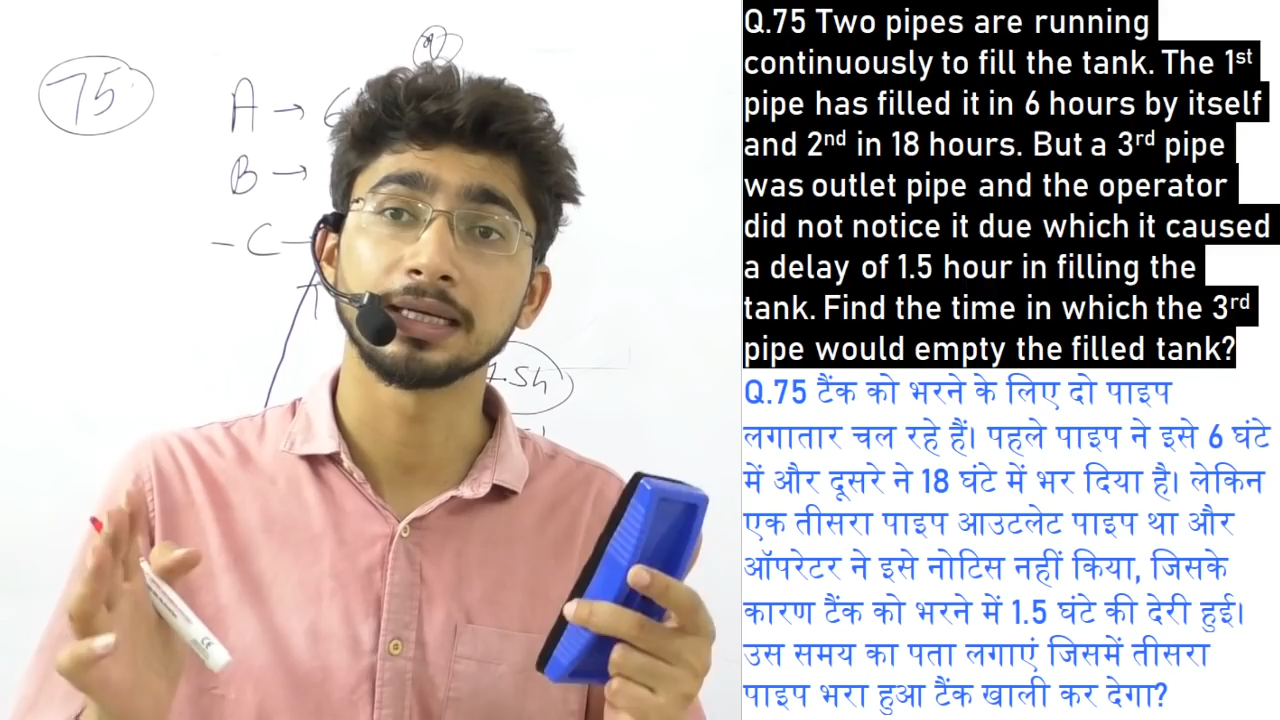 75
A → 6
B →
- C -
.5h
Q.75 Two pipes are running
continuously to fill the tank. The 1st
pipe has filled it in 6 hours by itself
and 2nd in 18 hours. But a 3rd pipe
was outlet pipe and the operator
did not notice it due which it caused
a delay of 1.5 hour in filling the
tank. Find the time in which the 3rd
pipe would empty the filled tank?
Q.75 टैंक को भरने के लिए दो पाइप
लगातार चल रहे हैं। पहले पाइप ने इसे 6 घंटे
में और दूसरे ने 18 घंटे में भर दिया है। लेकिन
एक तीसरा पाइप आउटलेट पाइप था और
ऑपरेटर ने इसे नोटिस नहीं किया, जिसके
कारण टैंक को भरने में 1.5 घंटे की देरी हुई।
उस समय का पता लगाएं जिसमें तीसरा
पाइप भरा हुआ टैंक खाली कर देगा?